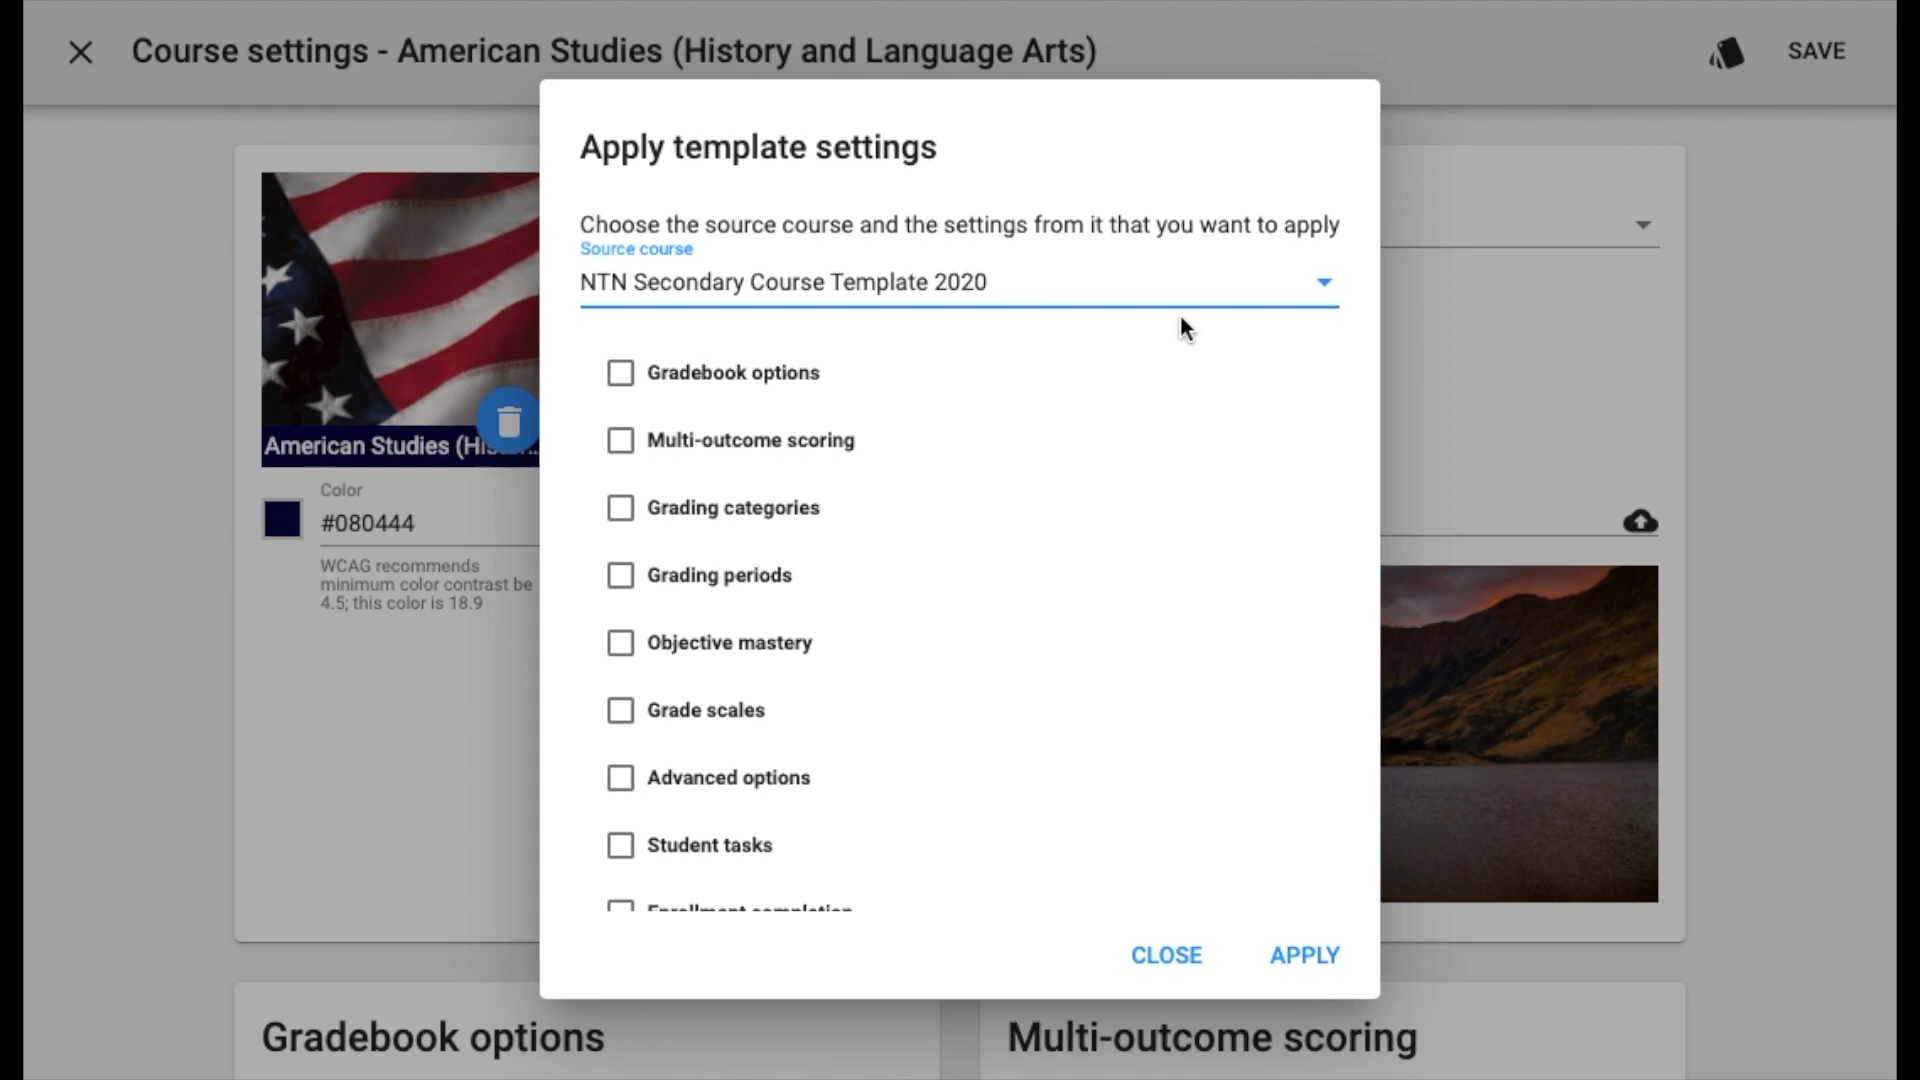 Course settings - American Studies (History and Language Arts)
SAVE
Apply template settings
Choose the source course and the settings from it that you want to apply
Source course
NTN Secondary Course Template 2020
Gradebook options
Multi-outcome scoring
Grading categories
Grading periods
Objective mastery
Grade scales
Advanced options
Student tasks
Enrollment completion
CLOSE
APPLY
American Studies (His...
Color
#080444
WCAG recommends
minimum color contrast be
4.5; this color is 18.9
Gradebook options
Multi-outcome scoring